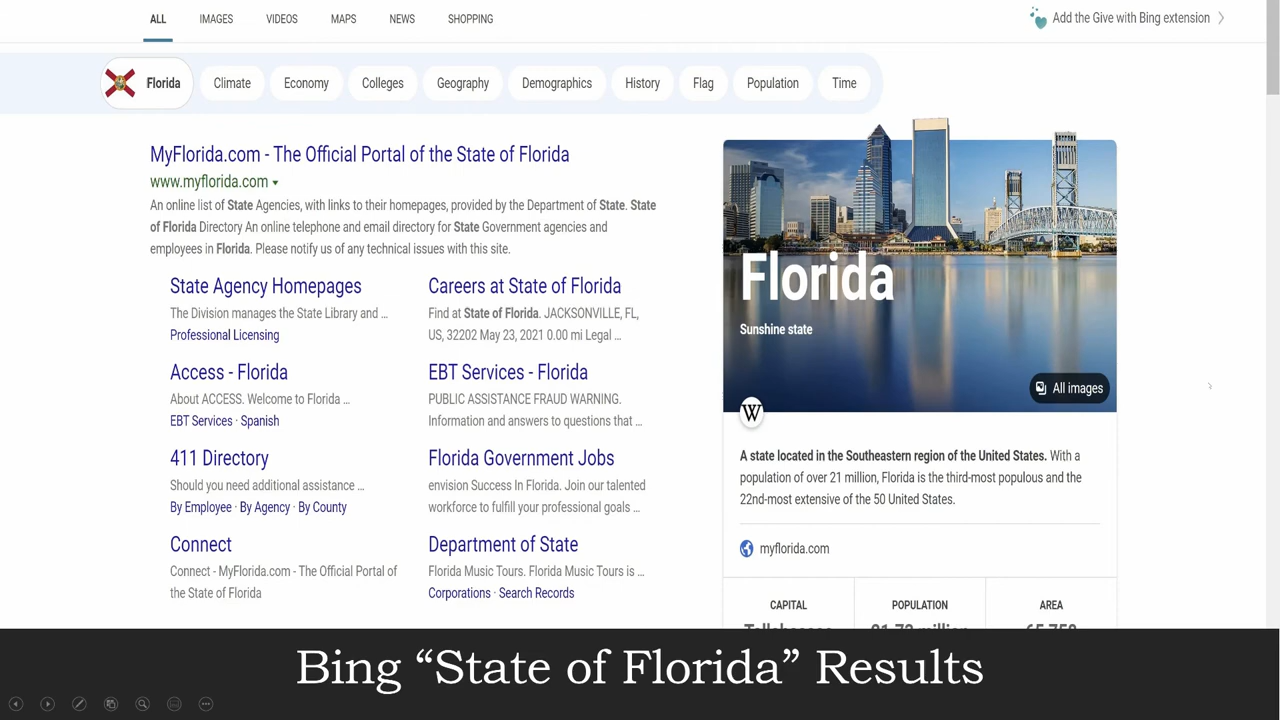 ALL IMAGES VIDEOS MAPS NEWS SHOPPING
Add the Give with Bing extension
Florida Climate Economy Colleges Geography Demographics History Flag Population Time
MyFlorida.com - The Official Portal of the State of Florida
www.myflorida.com
An online list of State Agencies, with links to their homepages, provided by the Department of State. State
of Florida Directory An online telephone and email directory for State Government agencies and
employees in Florida. Please notify us of any technical issues with this site.
State Agency Homepages
The Division manages the State Library and ...
Professional Licensing
Careers at State of Florida
Find at State of Florida. JACKSONVILLE, FL,
US, 32202 May 23, 2021 0.00 mi Legal ...
Access - Florida
About ACCESS. Welcome to Florida ...
EBT Services · Spanish
EBT Services - Florida
PUBLIC ASSISTANCE FRAUD WARNING.
Information and answers to questions that ...
411 Directory
Should you need additional assistance ...
By Employee · By Agency · By County
Florida Government Jobs
envision Success In Florida. Join our talented
workforce to fulfill your professional goals ...
Connect
Connect - MyFlorida.com - The Official Portal of
the State of Florida
Department of State
Florida Music Tours. Florida Music Tours is ...
Corporations · Search Records
Florida
Sunshine state
All images
W
A state located in the Southeastern region of the United States. With a
population of over 21 million, Florida is the third-most populous and the
22nd-most extensive of the 50 United States.
myflorida.com
CAPITAL POPULATION AREA
Bing “State of Florida” Results